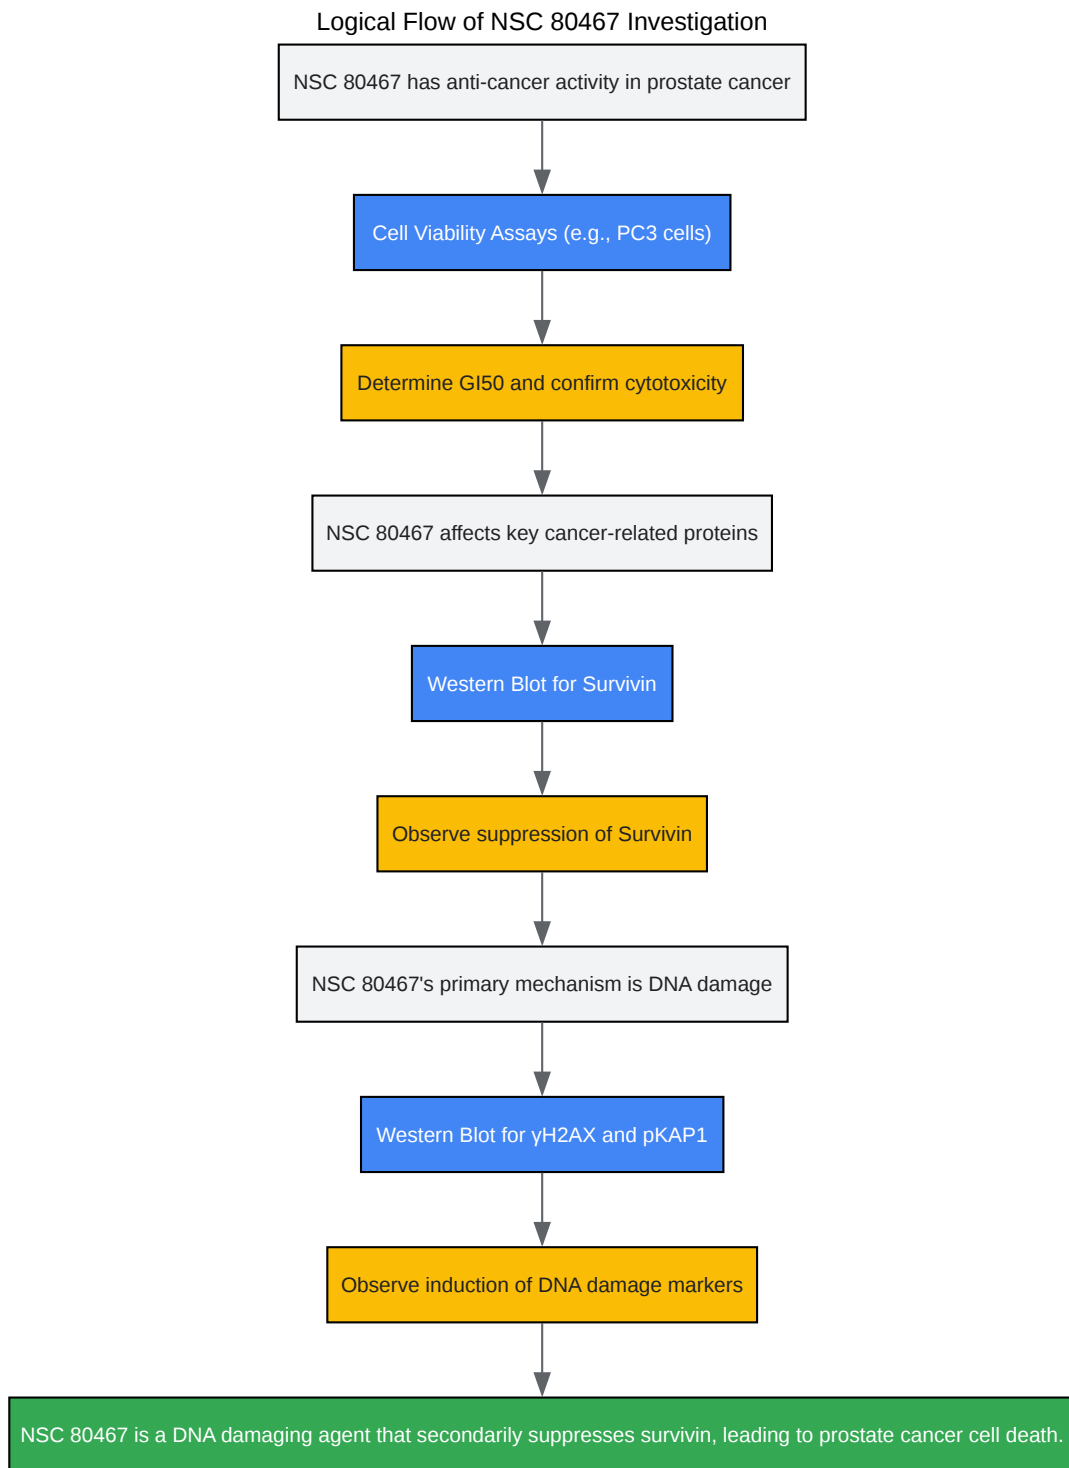 Logical Flow of NSC 80467 Investigation
NSC 80467 has anti-cancer activity in prostate cancer
Cell Viability Assays (e.g., PC3 cells)
Determine GI50 and confirm cytotoxicity
NSC 80467 affects key cancer-related proteins
Western Blot for Survivin
Observe suppression of Survivin
NSC 80467's primary mechanism is DNA damage
Western Blot for γH2AX and pKAP1
Observe induction of DNA damage markers
NSC 80467 is a DNA damaging agent that secondarily suppresses survivin, leading to prostate cancer cell death.